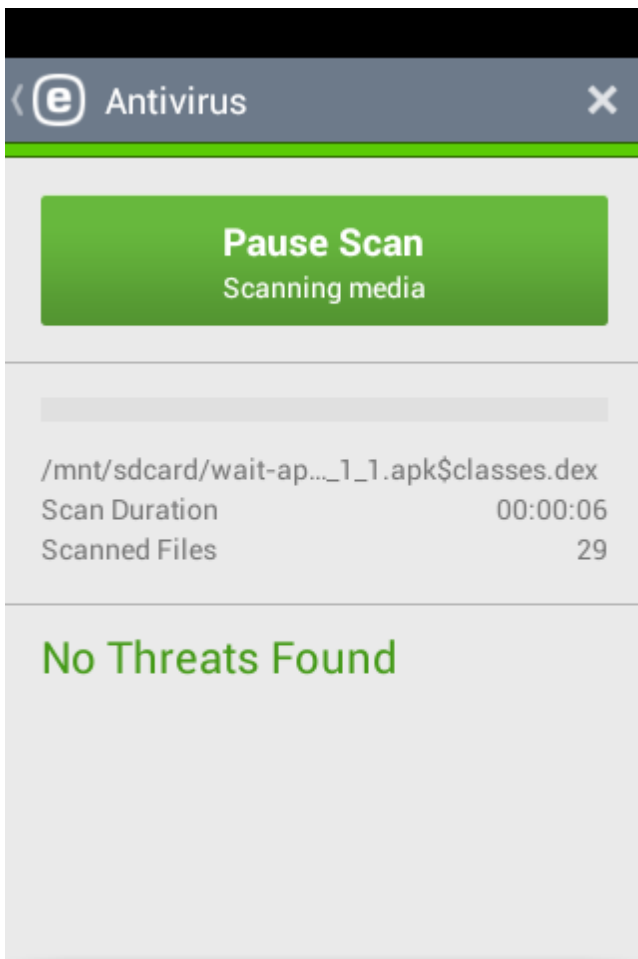 e Antivirus
Pause Scan
Scanning media
/mnt/sdcard/wait-ap..._1_1.apk$classes.dex
Scan Duration 00:00:06
Scanned Files 29
No Threats Found